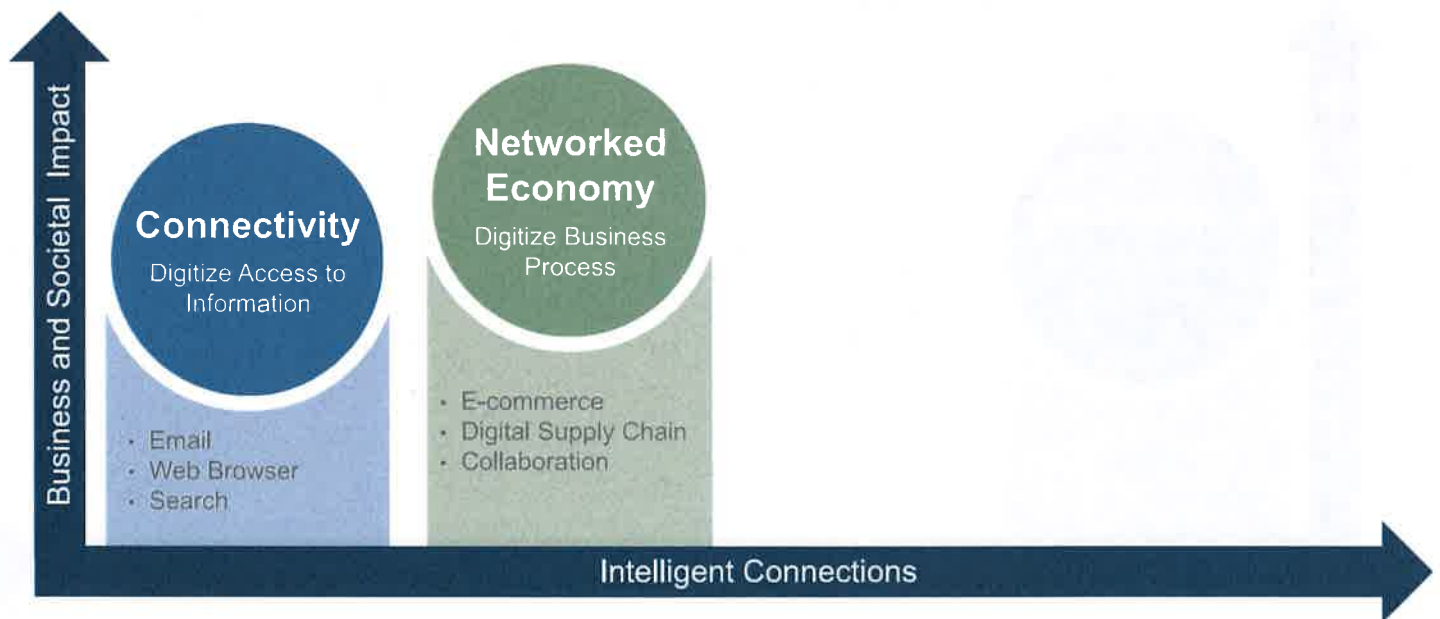 Business and Societal Impact
Connectivity
Digitize Access to
Information
• Email
• Web Browser
• Search
Networked
Economy
Digitize Business
Process
• E-commerce
• Digital Supply Chain
• Collaboration
Intelligent Connections